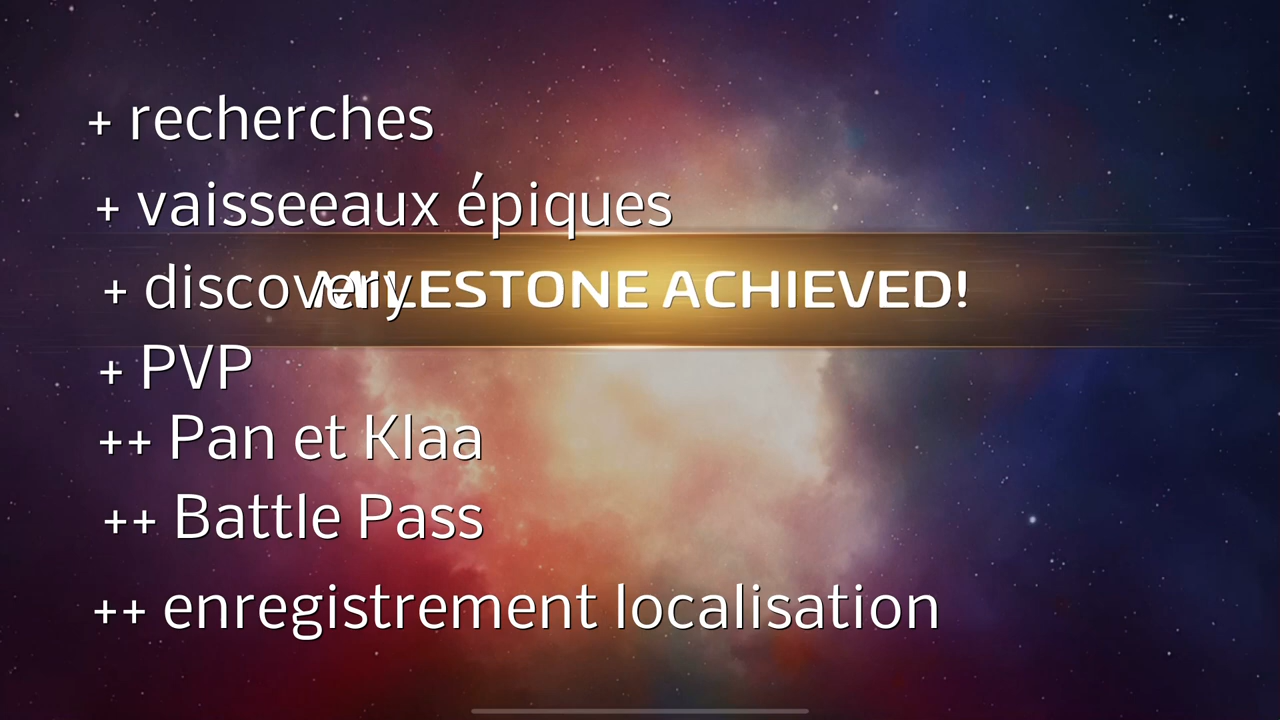 + recherches
+ vaisseeaux épiques
+ discovery
MILESTONE ACHIEVED!
+ PVP
++ Pan et Klaa
++ Battle Pass
++ enregistrement localisation